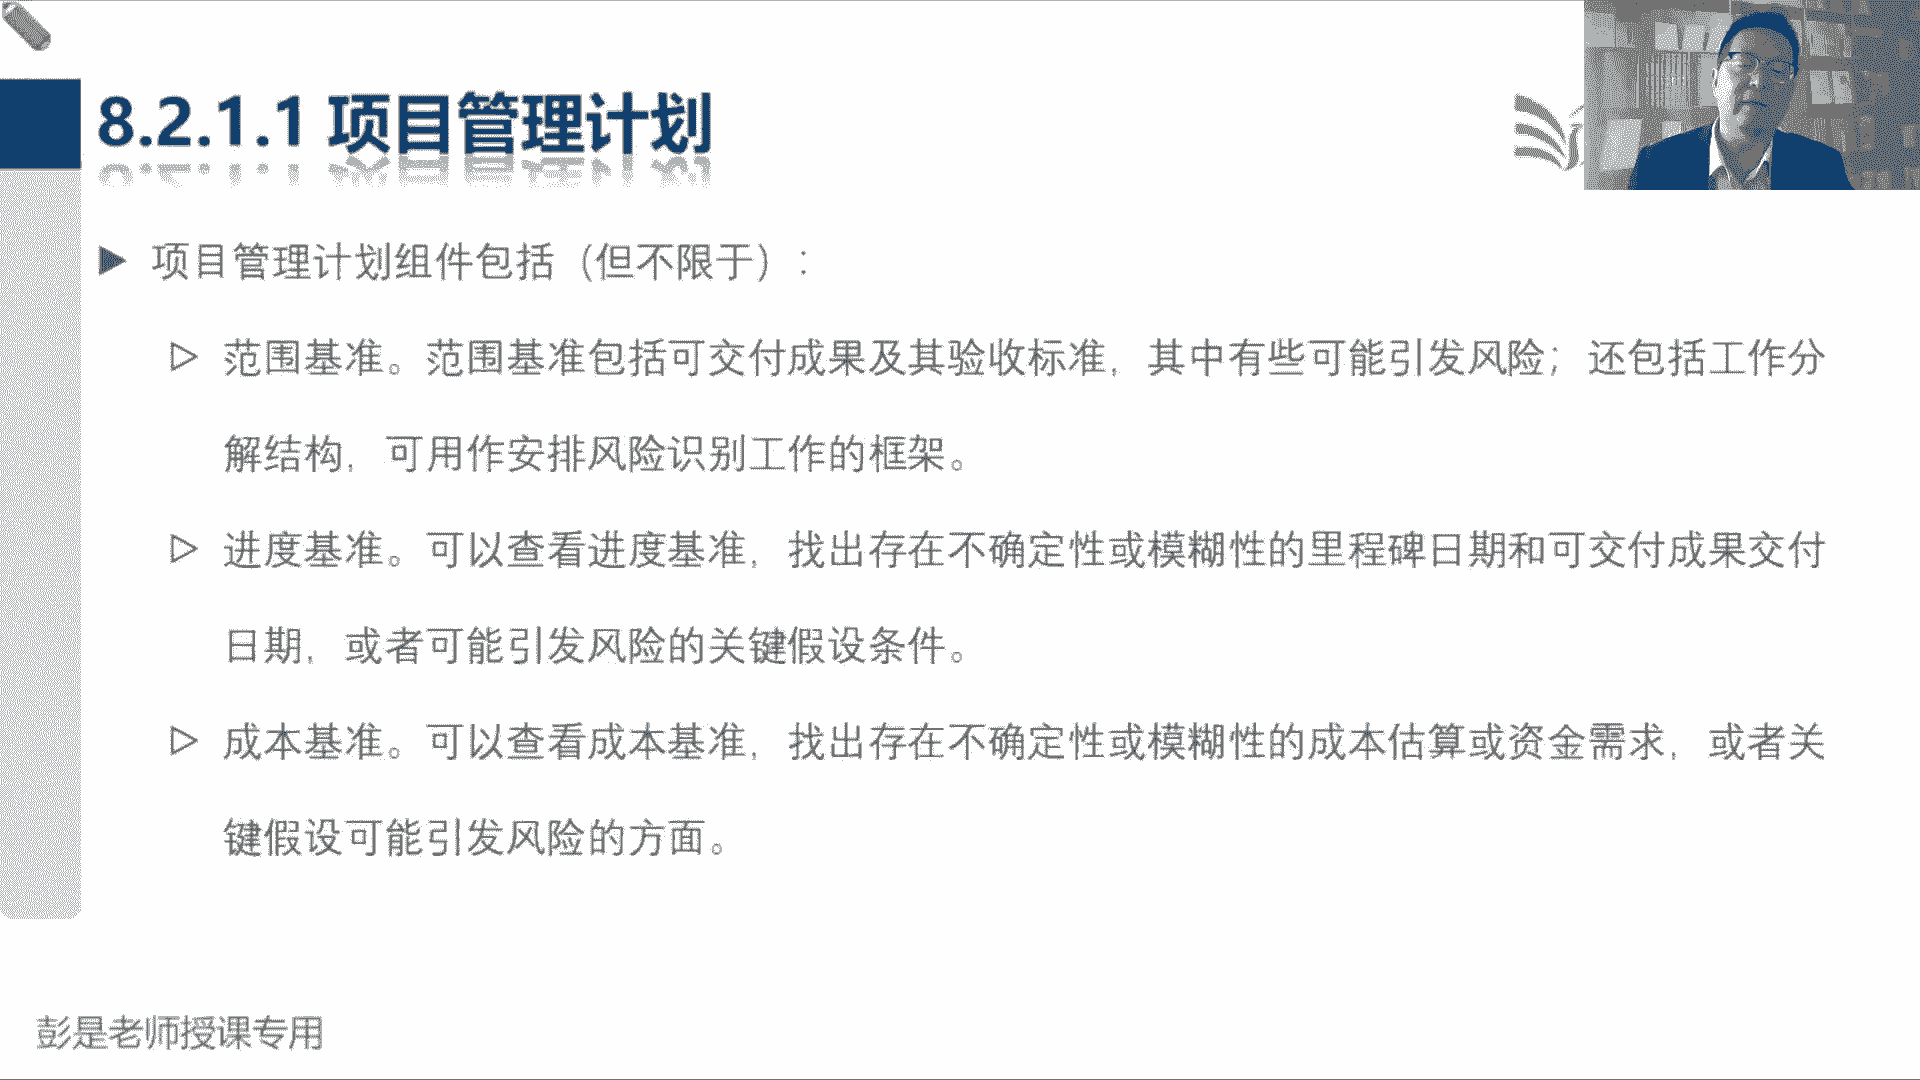 8.2.1.1 项目管理计划
项目管理计划组件包括（但不限于）：
范围基准。范围基准包括可交付成果及其验收标准，其中有些可能引发风险；还包括工作分
解结构，可用作安排风险识别工作的框架。
进度基准。可以查看进度基准，找出存在不确定性或模糊性的里程碑日期和可交付成果交付
日期，或者可能引发风险的关键假设条件。
成本基准。可以查看成本基准，找出存在不确定性或模糊性的成本估算或资金需求，或者关
键假设可能引发风险的方面。
彭是老师授课专用